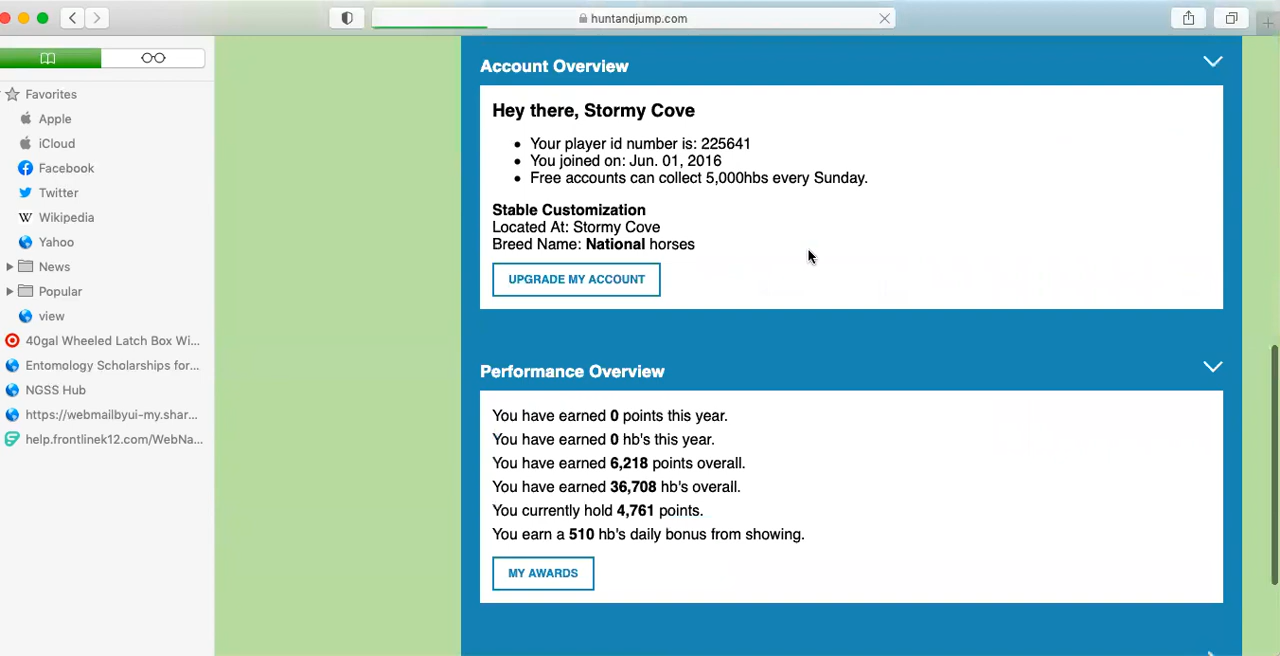 huntandjump.com
Favorites
Apple
iCloud
Facebook
Twitter
Wikipedia
Yahoo
News
Popular
view
40gal Wheeled Latch Box Wi...
Entomology Scholarships for...
NGSS Hub
https://webmailbyui-my.shar...
help.frontlinek12.com/WebNa...
Account Overview
Hey there, Stormy Cove
• Your player id number is: 225641
• You joined on: Jun. 01, 2016
• Free accounts can collect 5,000hbs every Sunday.
Stable Customization
Located At: Stormy Cove
Breed Name: National horses
UPGRADE MY ACCOUNT
Performance Overview
You have earned 0 points this year.
You have earned 0 hb's this year.
You have earned 6,218 points overall.
You have earned 36,708 hb's overall.
You currently hold 4,761 points.
You earn a 510 hb's daily bonus from showing.
MY AWARDS